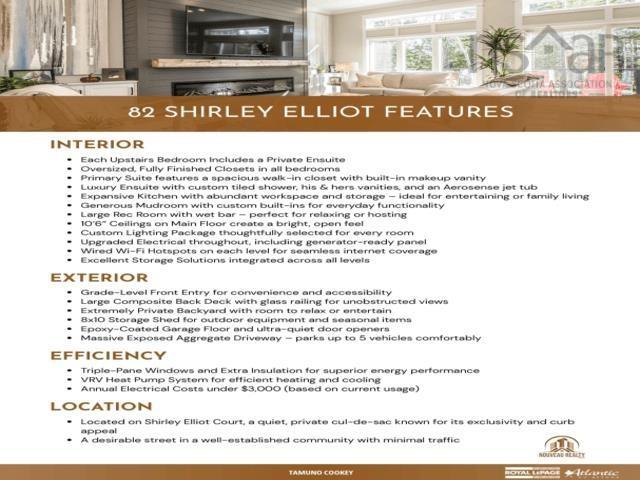 NOVA SCOTIA ASSOCIATION
OF REALTORS
82 SHIRLEY ELLIOT FEATURES
INTERIOR
• Each Upstairs Bedroom Includes a Private Ensuite
• Oversized, Fully Finished Closets in all bedrooms
• Primary Suite features a spacious walk-in closet with built-in makeup vanity
• Luxury Ensuite with custom tiled shower, his & hers vanities, and an Aerosense jet tub
• Expansive Kitchen with abundant workspace and storage – ideal for entertaining or family living
• Generous Mudroom with custom built-ins for everyday functionality
• Large Rec Room with wet bar – perfect for relaxing or hosting
• 10'6" Ceilings on Main Floor create a bright, open feel
• Custom Lighting Package thoughtfully selected for every room
• Upgraded Electrical throughout, including generator-ready panel
• Wired Wi-Fi Hotspots on each level for seamless internet coverage
• Excellent Storage Solutions integrated across all levels
EXTERIOR
• Grade-Level Front Entry for convenience and accessibility
• Large Composite Back Deck with glass railing for unobstructed views
• Extremely Private Backyard with room to relax or entertain
• 8x10 Storage Shed for outdoor equipment and seasonal items
• Epoxy-Coated Garage Floor and ultra-quiet door openers
• Massive Exposed Aggregate Driveway – parks up to 5 vehicles comfortably
EFFICIENCY
• Triple-Pane Windows and Extra Insulation for superior energy performance
• VRV Heat Pump System for efficient heating and cooling
• Annual Electrical Costs under $3,000 (based on current usage)
LOCATION
• Located on Shirley Elliot Court, a quiet, private cul-de-sac known for its exclusivity and curb
appeal
• A desirable street in a well-established community with minimal traffic
NOUVEAU REALTY
TAMUNO COOKEY
ROYAL LEPAGE Atlantic